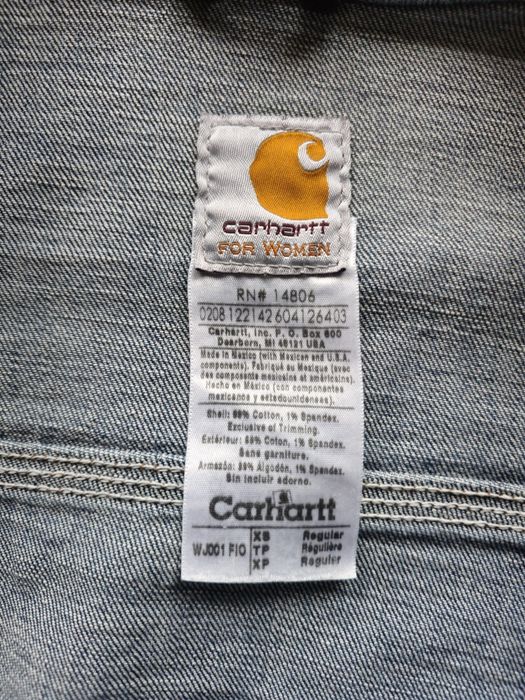 carhartt
FOR WOMEN
RN# 14806
0208122142604126403
Carhartt, Inc. P. O. Box 600
Dearborn, MI 48121 USA
Made in Mexico (with Mexican and U.S.A.
components). Fabriqué au Mexique (avec
des composants mexicains et américains).
Hecho en México (con componentes
mexicanos y estadounidenses).
Shell: 99% Cotton, 1% Spandex.
Exclusive of Trimming.
Extérieur: 99% Coton, 1% Spandex.
Sans garniture.
Armazón: 99% Algodón, 1% Spandex.
Sin incluir adorno.
Carhartt
WJ001 FIO
XS Regular
TP Régulière
XP Regular